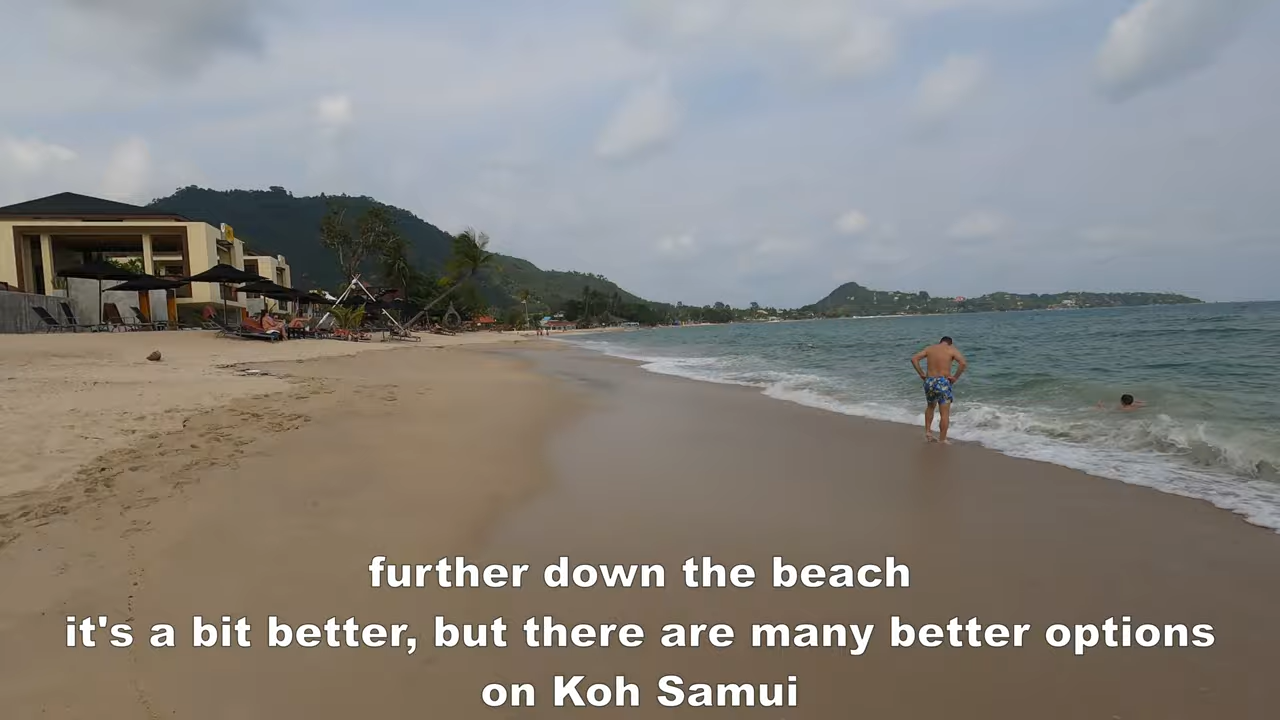 further down the beach
it's a bit better, but there are many better options
on Koh Samui